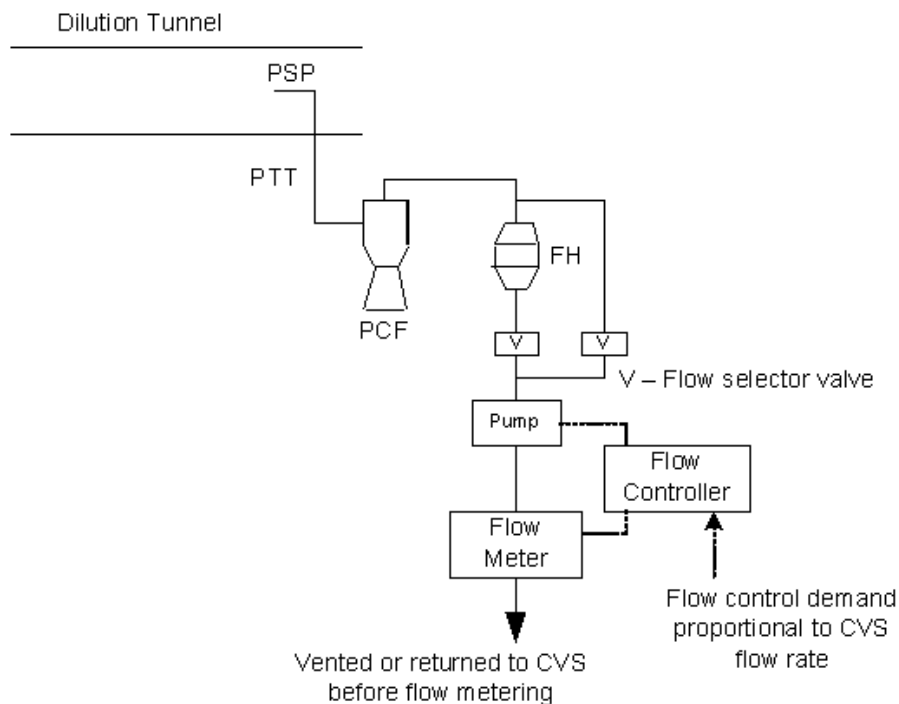 Dilution Tunnel
PSP
PTT
FH
PCF
V
V
V – Flow selector valve
Pump
Flow
Controller
Flow
Meter
Flow control demand
proportional to CVS
flow rate
Vented or returned to CVS
before flow metering